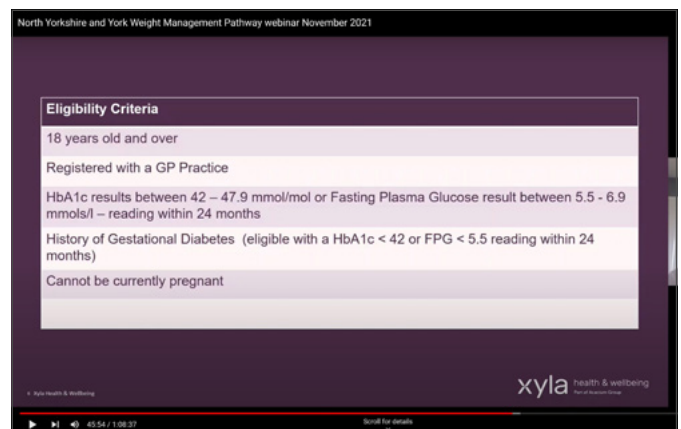 North Yorkshire and York Weight Management Pathway webinar November 2021
Eligibility Criteria
18 years old and over
Registered with a GP Practice
HbA1c results between 42 – 47.9 mmol/mol or Fasting Plasma Glucose result between 5.5 - 6.9
mmols/l – reading within 24 months
History of Gestational Diabetes (eligible with a HbA1c < 42 or FPG < 5.5 reading within 24
months)
Cannot be currently pregnant
xyla health & wellbeing
Xyla Health & Wellbeing
45:54 / 1:08:37
Scroll for details